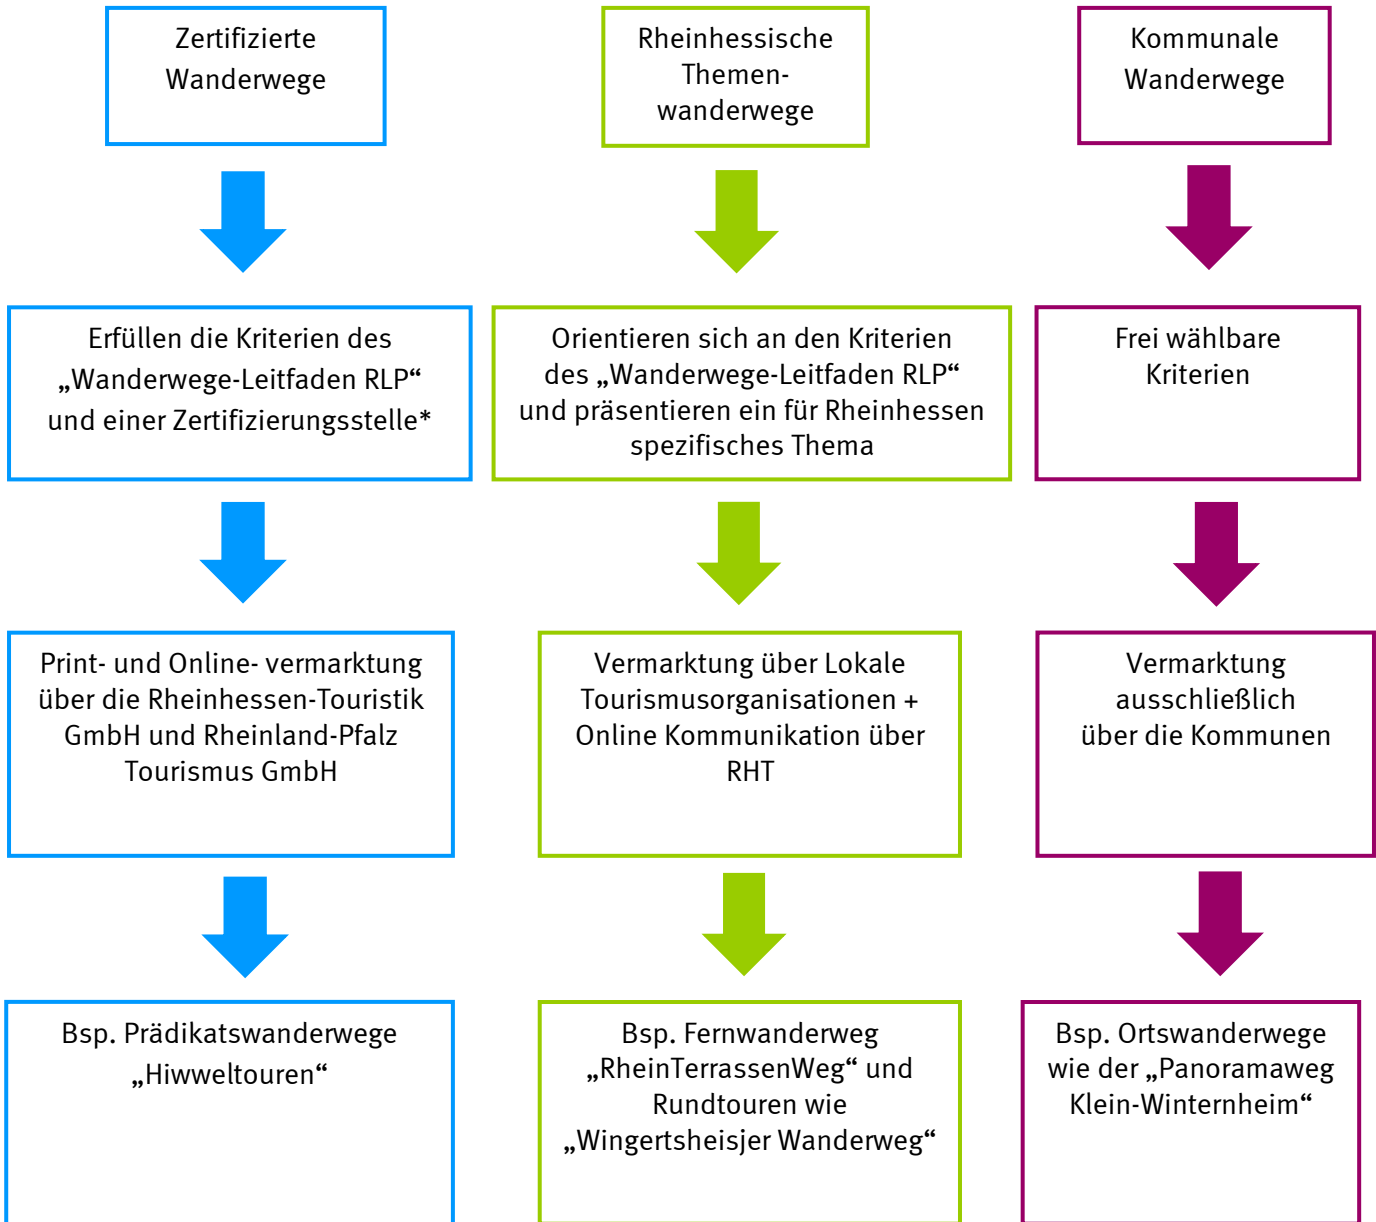 Zertifizierte
Wanderwege
Rheinhessische
Themen-
wanderwege
Kommunale
Wanderwege
Erfüllen die Kriterien des
„Wanderwege-Leitfaden RLP“
und einer Zertifizierungsstelle*
Orientieren sich an den Kriterien
des „Wanderwege-Leitfaden RLP“
und präsentieren ein für Rheinhessen
spezifisches Thema
Frei wählbare
Kriterien
Print- und Online- vermarktung
über die Rheinhessen-Touristik
GmbH und Rheinland-Pfalz
Tourismus GmbH
Vermarktung über Lokale
Tourismusorganisationen +
Online Kommunikation über
RHT
Vermarktung
ausschließlich
über die Kommunen
Bsp. Prädikatswanderwege
„Hiwweltouren“
Bsp. Fernwanderweg
„RheinTerrassenWeg“ und
Rundtouren wie
„Wingertsheisjer Wanderweg“
Bsp. Ortswanderwege
wie der „Panoramaweg
Klein-Winternheim“